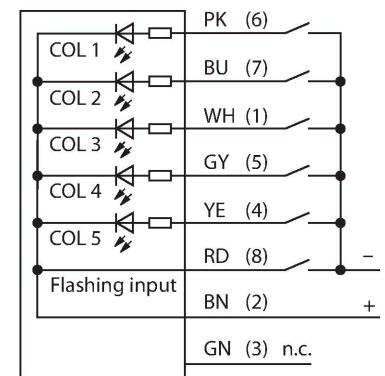 PK (6)
COL 1
BU (7)
COL 2
WH (1)
COL 3
GY (5)
COL 4
YE (4)
COL 5
RD (8)
–
Flashing input
BN (2)
+
GN (3) n.c.